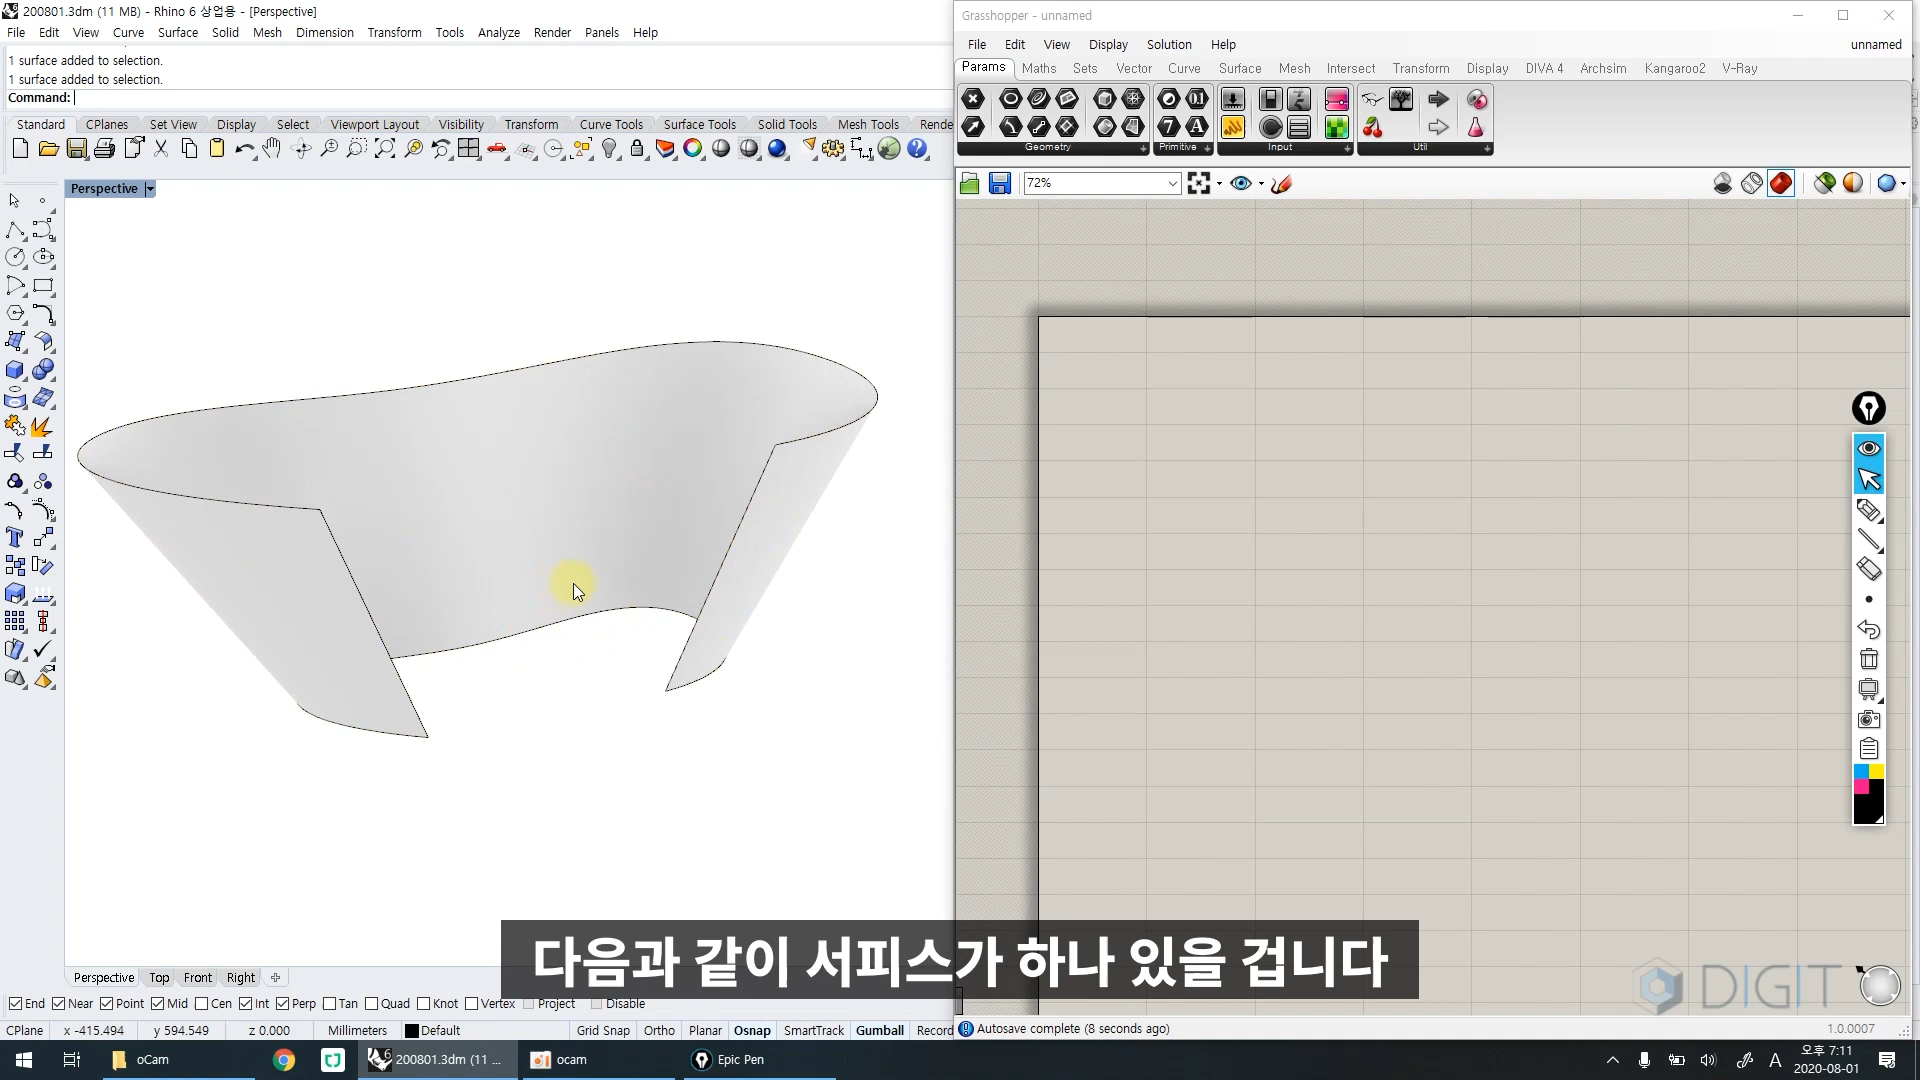 200801.3dm (11 MB) - Rhino 6 상업용 - [Perspective]
File Edit View Curve Surface Solid Mesh Dimension Transform Tools Analyze Render Panels Help
1 surface added to selection.
1 surface added to selection.
Command:
Standard CPlanes Set View Display Select Viewport Layout Visibility Transform Curve Tools Surface Tools Solid Tools Mesh Tools Rende
Perspective
Perspective Top Front Right
End Near Point Mid Cen Int Perp Tan Quad Knot Vertex Project Disable
CPlane x -415.494 y 594.549 z 0.000 Millimeters Default Grid Snap Ortho Planar Osnap SmartTrack Gumball Record
Grasshopper - unnamed
File Edit View Display Solution Help unnamed
Params Maths Sets Vector Curve Surface Mesh Intersect Transform Display DIVA 4 Archsim Kangaroo2 V-Ray
Geometry Primitive Input Util
72%
다음과 같이 서피스가 하나 있을 겁니다
DIGIT
Autosave complete (8 seconds ago) 1.0.0007
oCam 200801.3dm (11 ... ocam Epic Pen A 오후 7:11
2020-08-01